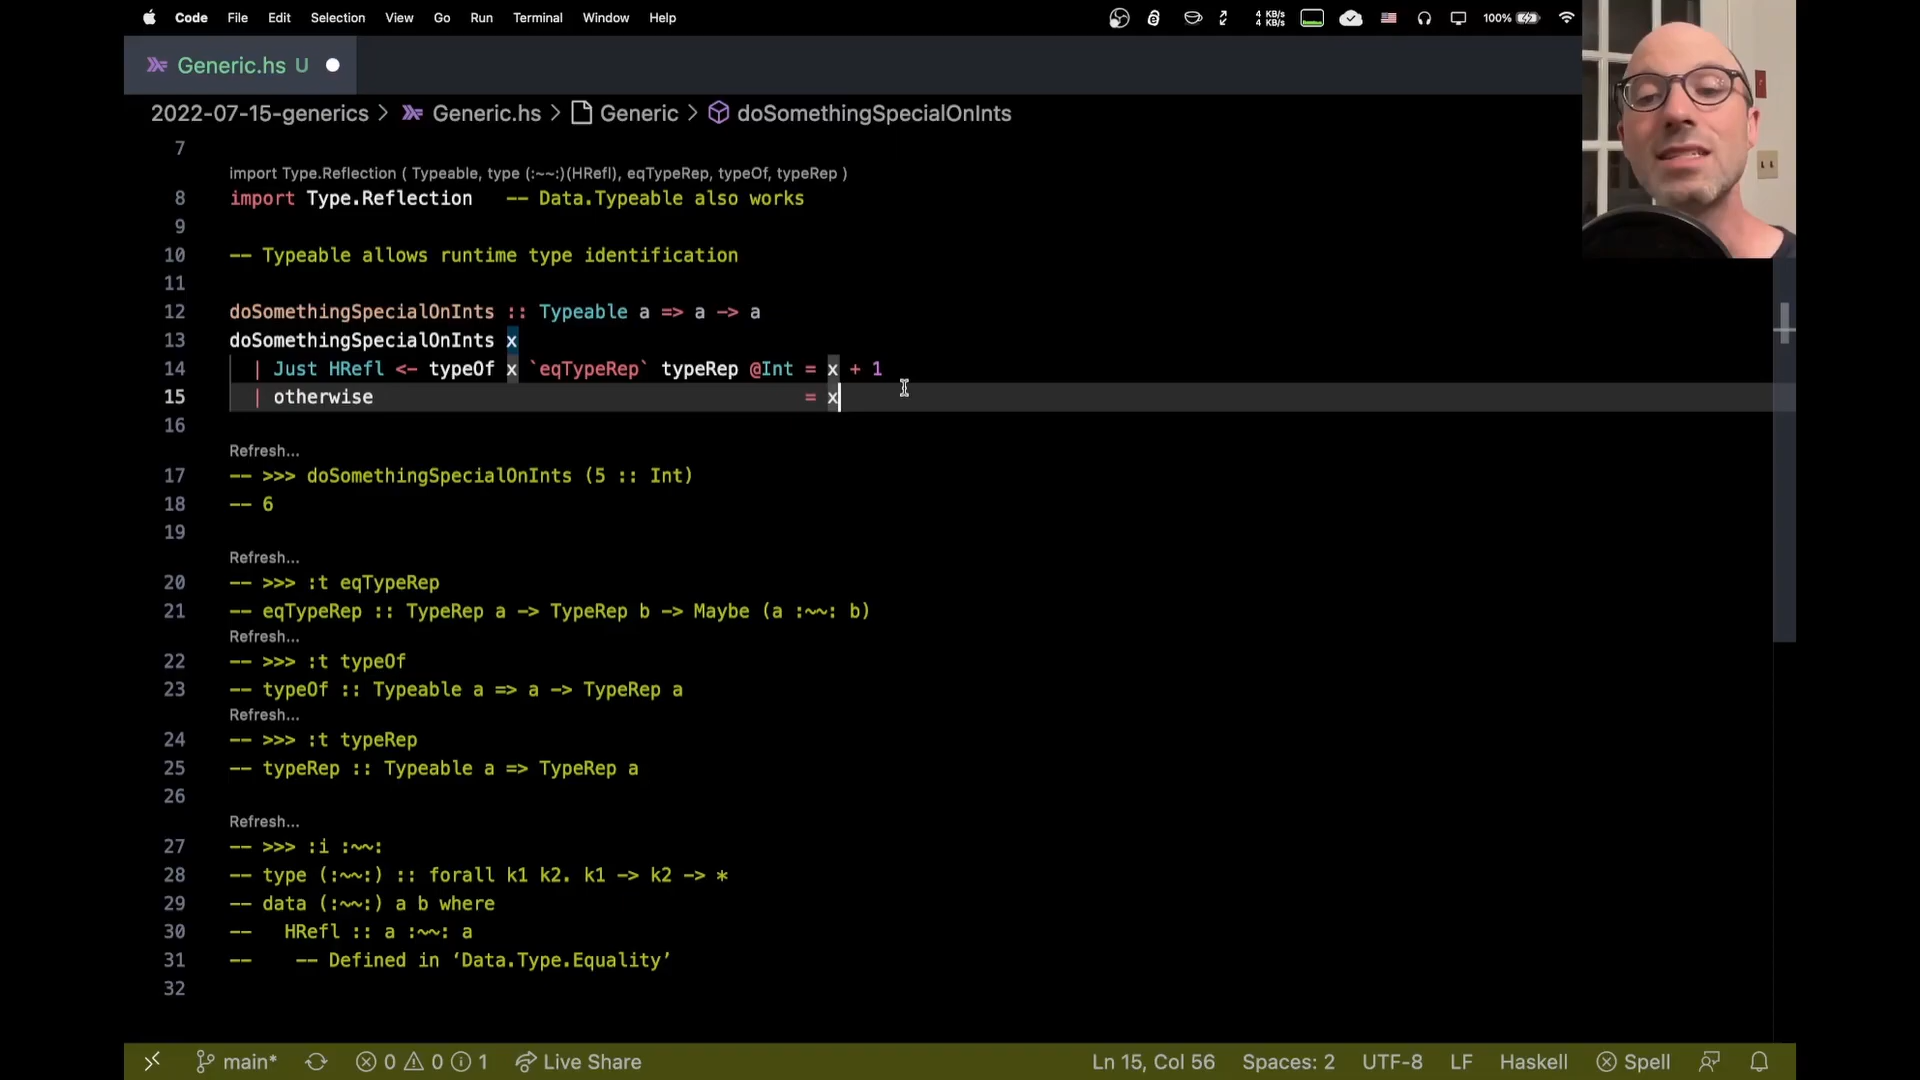 Code File Edit Selection View Go Run Terminal Window Help 4 KB/s 4 KB/s 100%
Generic.hs U
2022-07-15-generics > Generic.hs > Generic > doSomethingSpecialOnInts
7
import Type.Reflection ( Typeable, type (:~~:)(HRefl), eqTypeRep, typeOf, typeRep )
8 import Type.Reflection -- Data.Typeable also works
9
10 -- Typeable allows runtime type identification
11
12 doSomethingSpecialOnInts :: Typeable a => a -> a
13 doSomethingSpecialOnInts x
14 | Just HRefl <- typeOf x `eqTypeRep` typeRep @Int = x + 1
15 | otherwise = x
16
Refresh...
17 -- >>> doSomethingSpecialOnInts (5 :: Int)
18 -- 6
19
Refresh...
20 -- >>> :t eqTypeRep
21 -- eqTypeRep :: TypeRep a -> TypeRep b -> Maybe (a :~~: b)
Refresh...
22 -- >>> :t typeOf
23 -- typeOf :: Typeable a => a -> TypeRep a
Refresh...
24 -- >>> :t typeRep
25 -- typeRep :: Typeable a => TypeRep a
26
Refresh...
27 -- >>> :i :~~:
28 -- type (:~~:) :: forall k1 k2. k1 -> k2 -> *
29 -- data (:~~:) a b where
30 -- HRefl :: a :~~: a
31 -- -- Defined in ‘Data.Type.Equality’
32
main* 0 0 1 Live Share Ln 15, Col 56 Spaces: 2 UTF-8 LF Haskell Spell